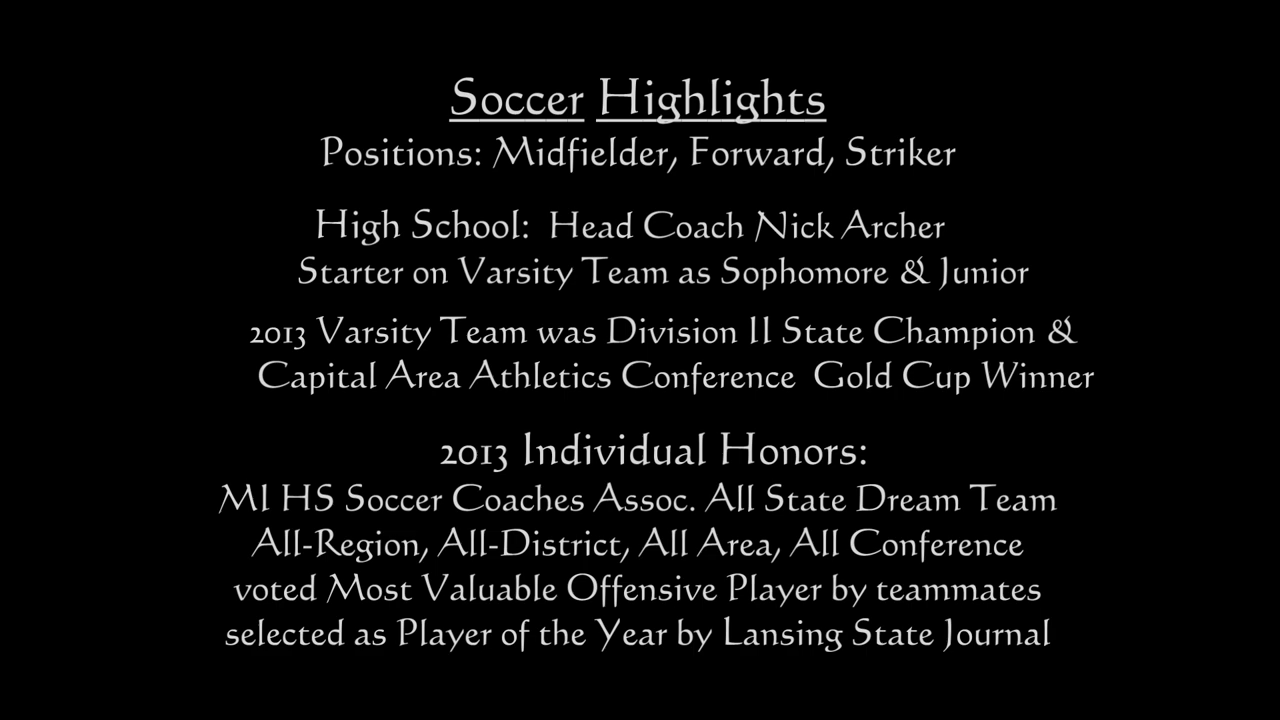 Soccer Highlights
Positions: Midfielder, Forward, Striker
High School: Head Coach Nick Archer
Starter on Varsity Team as Sophomore & Junior
2013 Varsity Team was Division II State Champion &
Capital Area Athletics Conference Gold Cup Winner
2013 Individual Honors:
MI HS Soccer Coaches Assoc. All State Dream Team
All-Region, All-District, All Area, All Conference
voted Most Valuable Offensive Player by teammates
selected as Player of the Year by Lansing State Journal